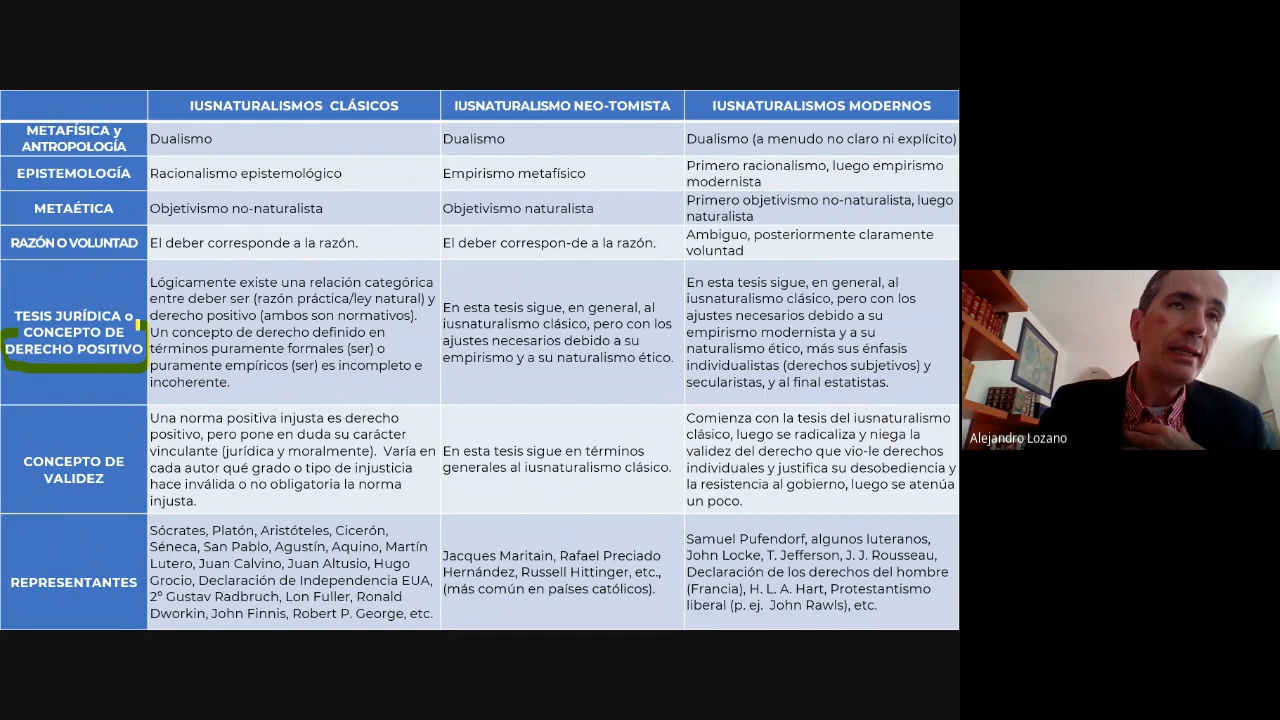 IUSNATURALISMOS CLÁSICOS
IUSNATURALISMO NEO-TOMISTA
IUSNATURALISMOS MODERNOS
METAFÍSICA y
ANTROPOLOGÍA
Dualismo
Dualismo
Dualismo (a menudo no claro ni explícito)
EPISTEMOLOGÍA
Racionalismo epistemológico
Empirismo metafísico
Primero racionalismo, luego empirismo
modernista
METAÉTICA
Objetivismo no-naturalista
Objetivismo naturalista
Primero objetivismo no-naturalista, luego
naturalista
RAZÓN O VOLUNTAD
El deber corresponde a la razón.
El deber correspon-de a la razón.
Ambiguo, posteriormente claramente
voluntad
TESIS JURÍDICA o
CONCEPTO DE
DERECHO POSITIVO
Lógicamente existe una relación categórica
entre deber ser (razón práctica/ley natural) y
derecho positivo (ambos son normativos).
Un concepto de derecho definido en
términos puramente formales (ser) o
puramente empíricos (ser) es incompleto e
incoherente.
En esta tesis sigue, en general, al
iusnaturalismo clásico, pero con los
ajustes necesarios debido a su
empirismo y a su naturalismo ético.
En esta tesis sigue, en general, al
iusnaturalismo clásico, pero con los
ajustes necesarios debido a su
empirismo modernista y a su
naturalismo ético, más sus énfasis
individualistas (derechos subjetivos) y
secularistas, y al final estatistas.
CONCEPTO DE
VALIDEZ
Una norma positiva injusta es derecho
positivo, pero pone en duda su carácter
vinculante (jurídica y moralmente). Varía en
cada autor qué grado o tipo de injusticia
hace inválida o no obligatoria la norma
injusta.
En esta tesis sigue en términos
generales al iusnaturalismo clásico.
Comienza con la tesis del iusnaturalismo
clásico, luego se radicaliza y niega la
validez del derecho que vio-le derechos
individuales y justifica su desobediencia y
la resistencia al gobierno, luego se atenúa
un poco.
REPRESENTANTES
Sócrates, Platón, Aristóteles, Cicerón,
Séneca, San Pablo, Agustín, Aquino, Martín
Lutero, Juan Calvino, Juan Altusio, Hugo
Grocio, Declaración de Independencia EUA,
2º Gustav Radbruch, Lon Fuller, Ronald
Dworkin, John Finnis, Robert P. George, etc.
Jacques Maritain, Rafael Preciado
Hernández, Russell Hittinger, etc.,
(más común en países católicos).
Samuel Pufendorf, algunos luteranos,
John Locke, T. Jefferson, J. J. Rousseau,
Declaración de los derechos del hombre
(Francia), H. L. A. Hart, Protestantismo
liberal (p. ej. John Rawls), etc.
Alejandro Lozano